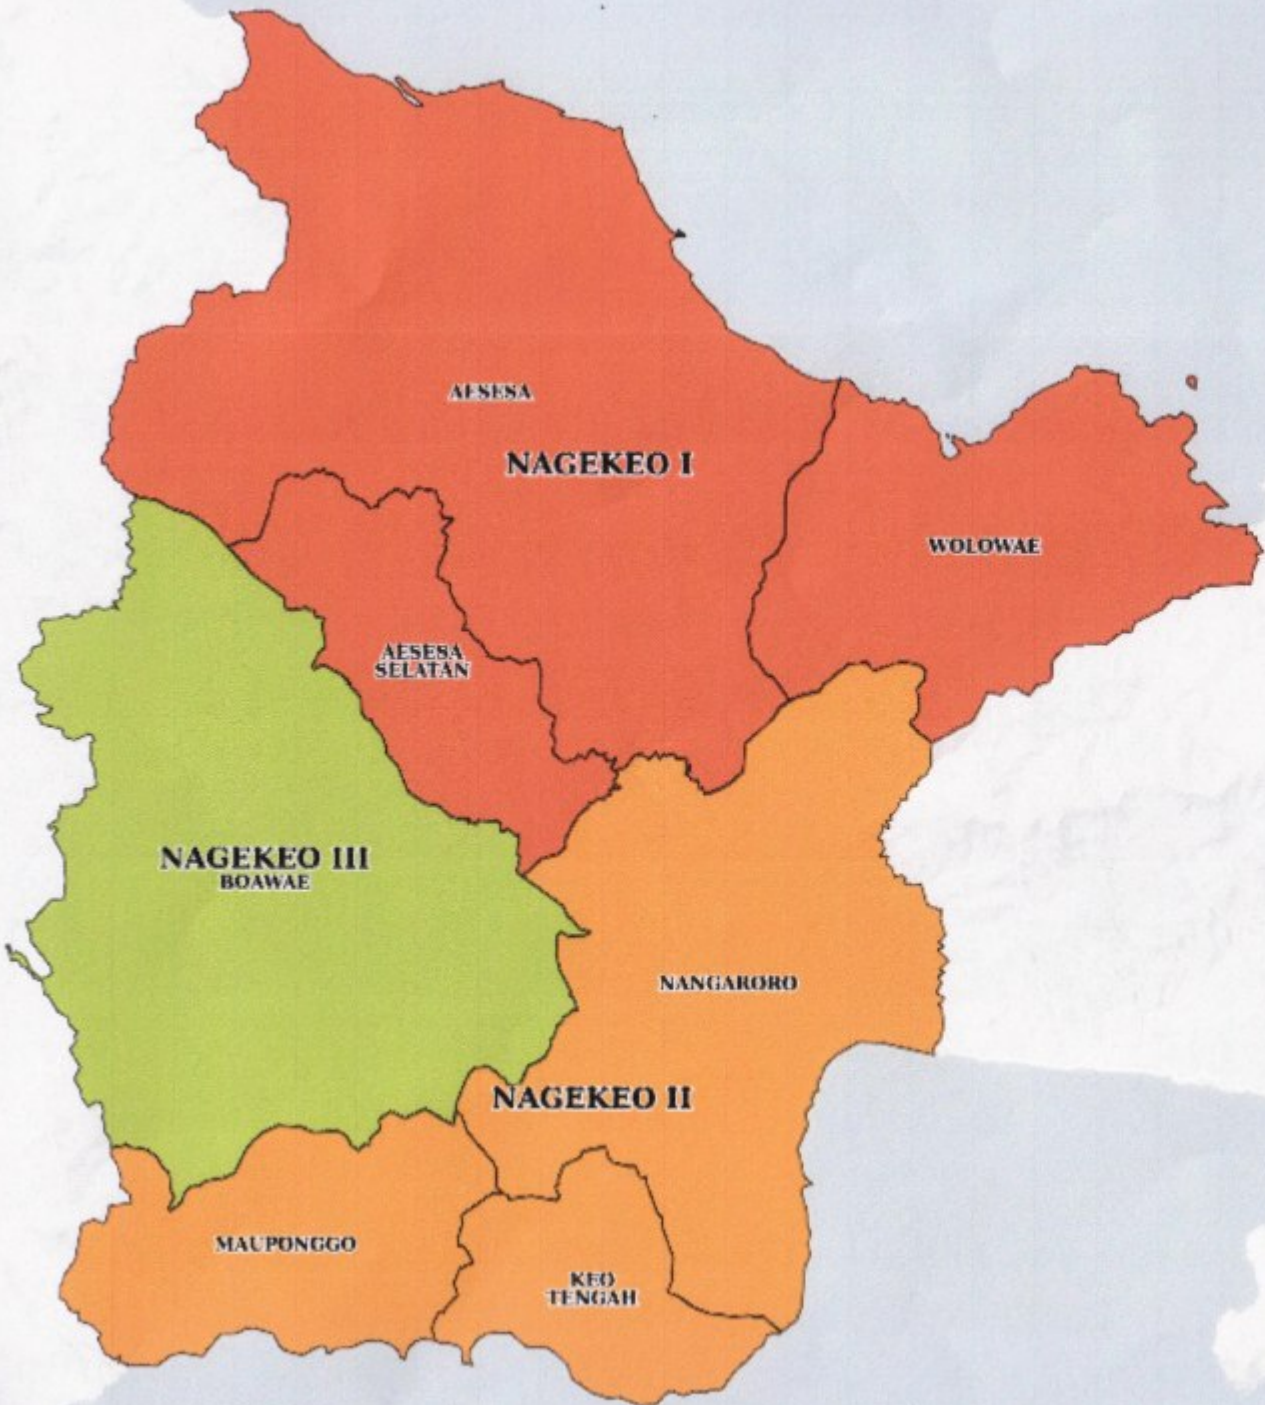 AESESA
NAGEKEO I
WOLOWAE
AESESA
SELATAN
NAGEKEO III
BOAWAE
NANGARORO
NAGEKEO II
MAUPONGGO
KEO
TENGAH